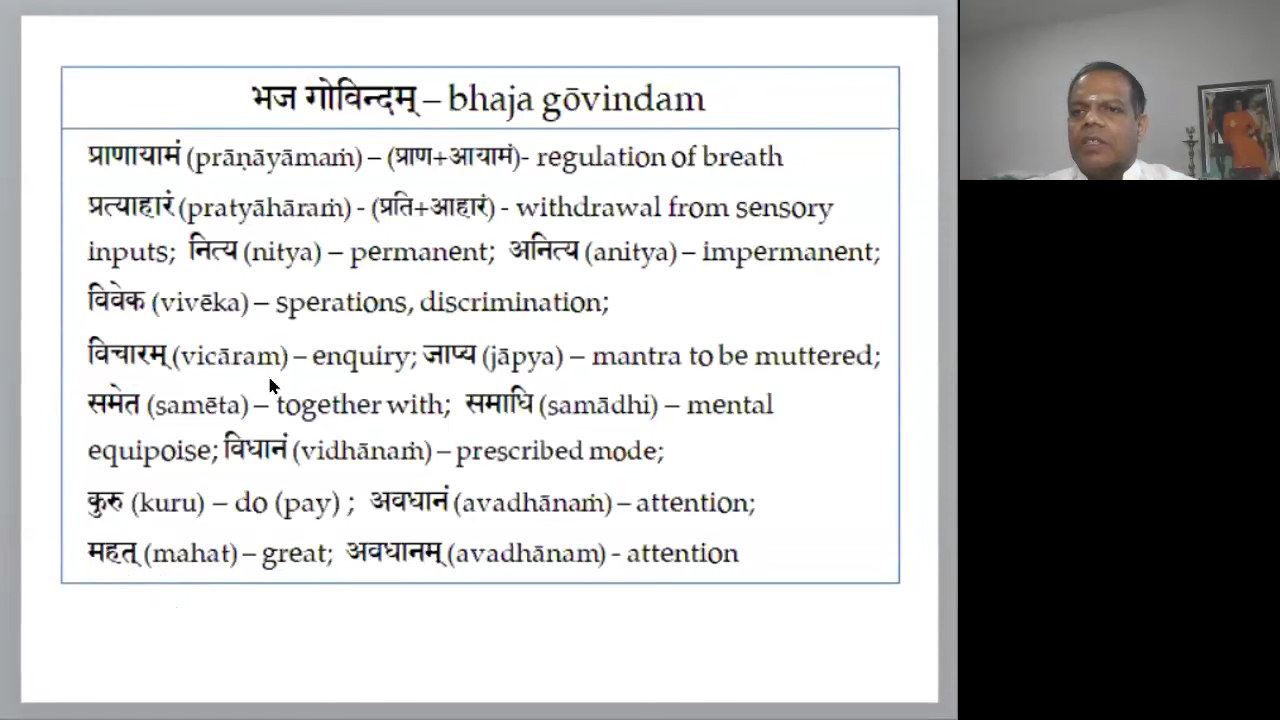 भज गोविन्दम् – bhaja gōvindam
प्राणायामं (prāṇāyāmaṁ) – (प्राण+आयामं)- regulation of breath
प्रत्याहारं (pratyāhāraṁ) - (प्रति+आहारं) - withdrawal from sensory
inputs; नित्य (nitya) – permanent; अनित्य (anitya) – impermanent;
विवेक (vivēka) – sperations, discrimination;
विचारम् (vicāram) – enquiry; जाप्य (jāpya) – mantra to be muttered;
समेत (samēta) – together with; समाधि (samādhi) – mental
equipoise; विधानं (vidhānaṁ) – prescribed mode;
कुरु (kuru) – do (pay) ; अवधानं (avadhānaṁ) – attention;
महत् (mahat) – great; अवधानम् (avadhānam) - attention